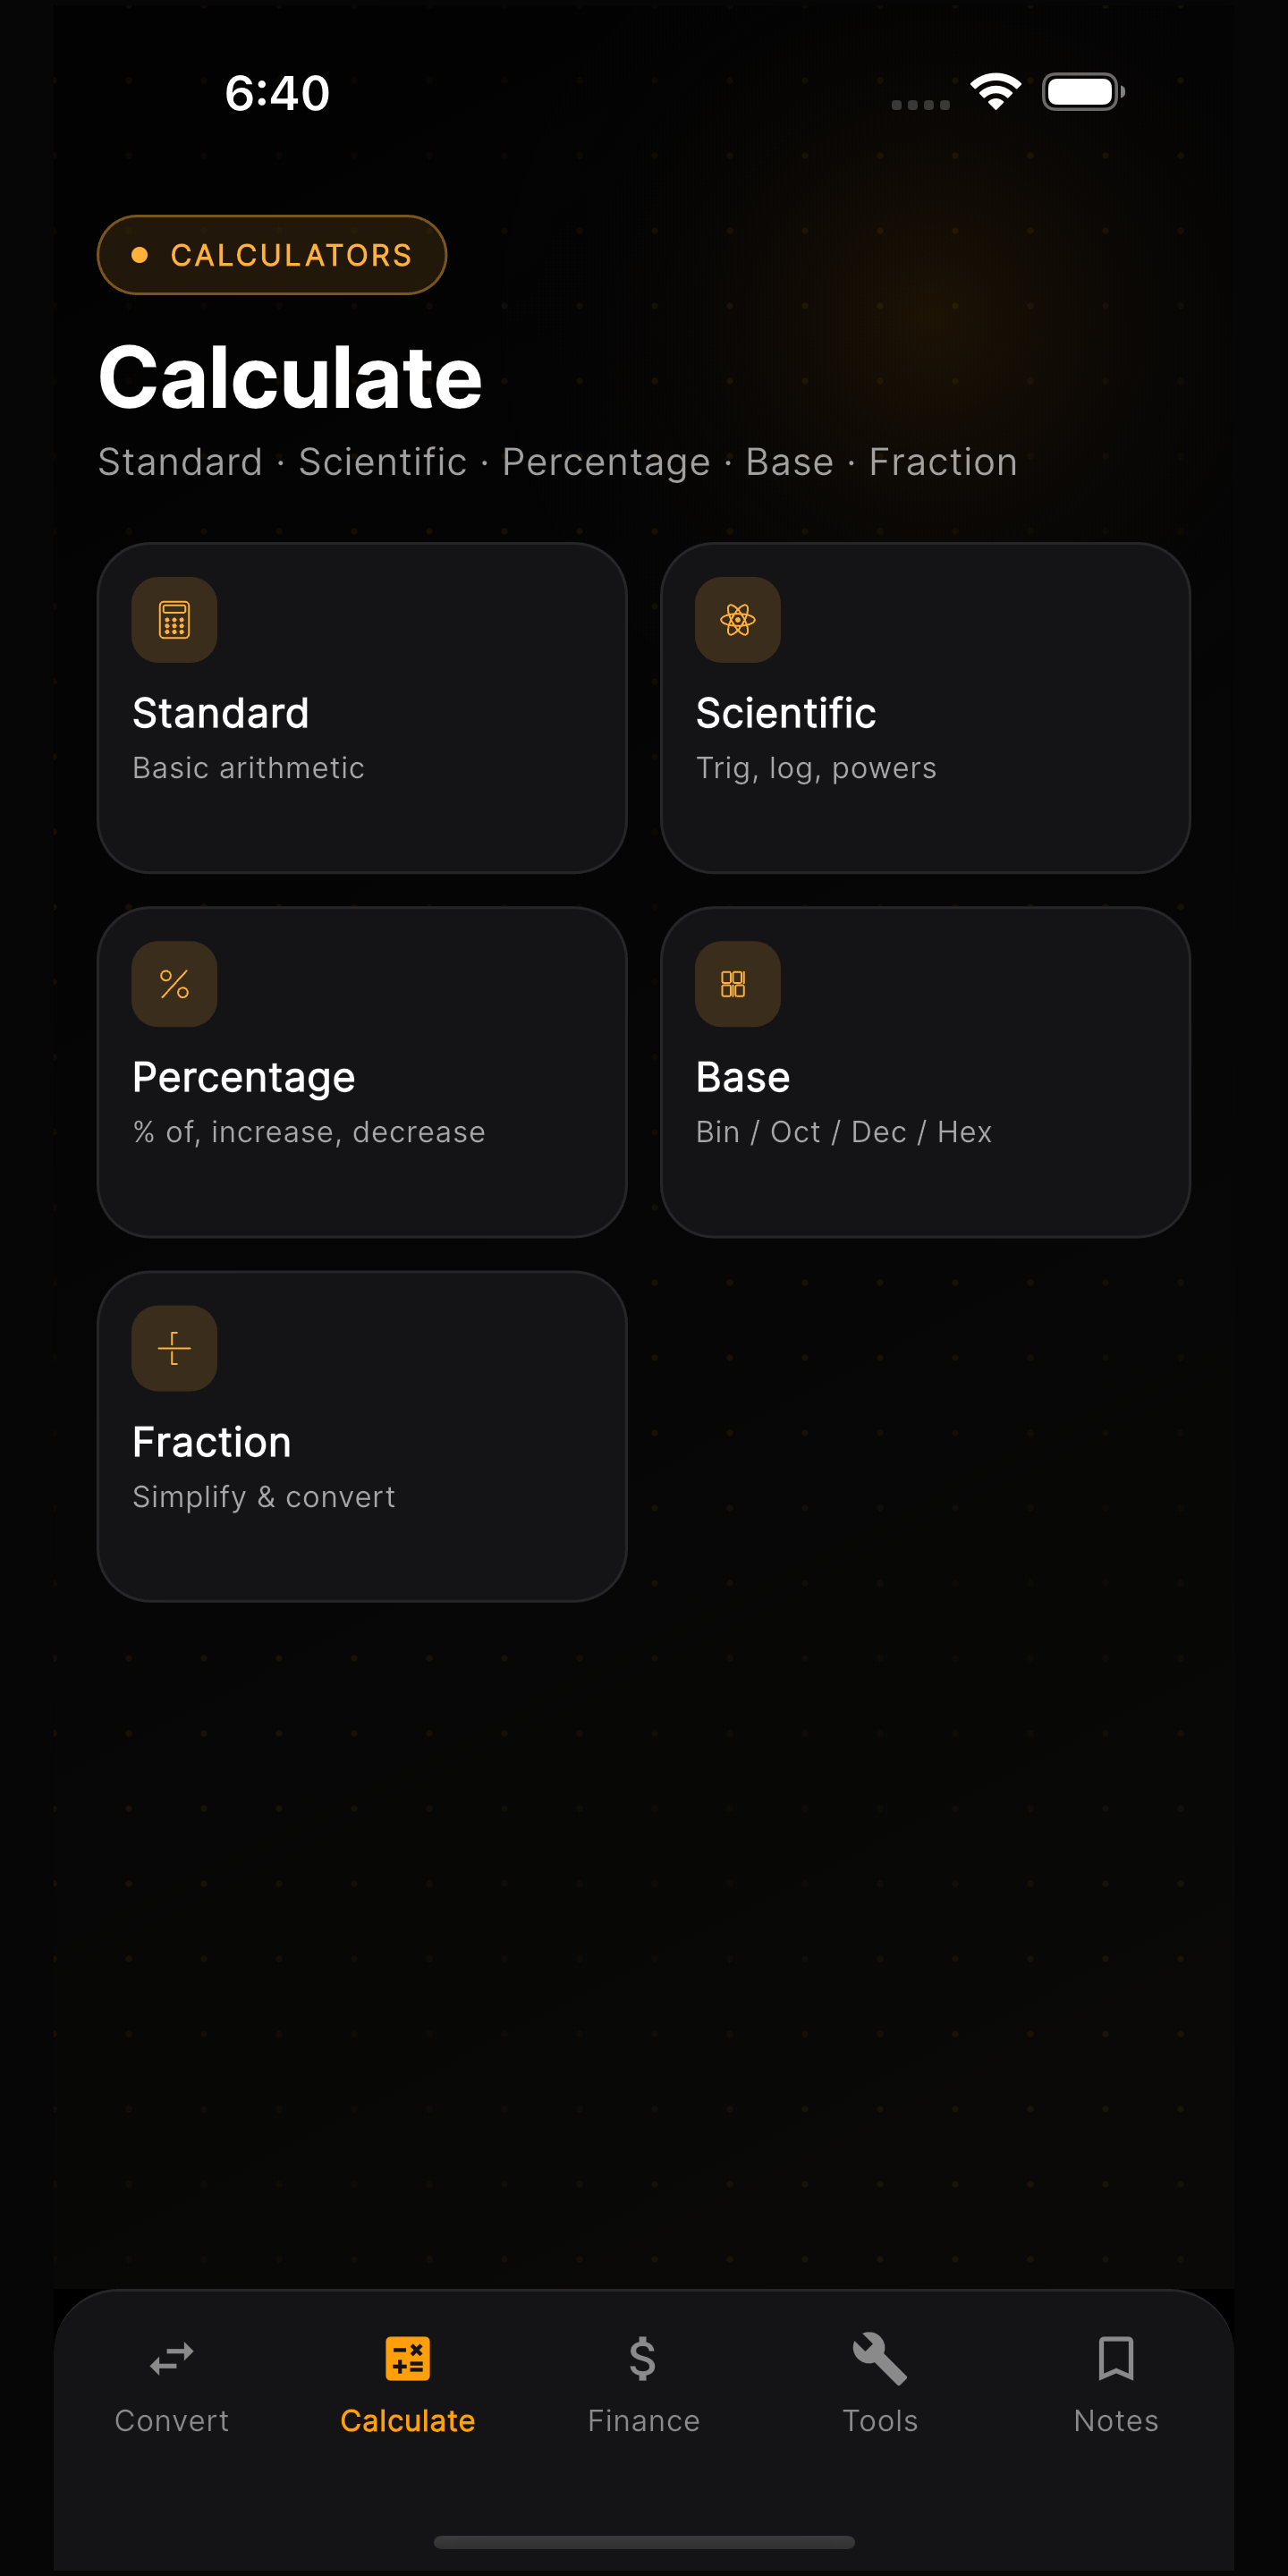 6:40
CALCULATORS
Calculate
Standard · Scientific · Percentage · Base · Fraction
Standard
Basic arithmetic
Scientific
Trig, log, powers
Percentage
% of, increase, decrease
Base
Bin / Oct / Dec / Hex
Fraction
Simplify & convert
Convert
Calculate
Finance
Tools
Notes